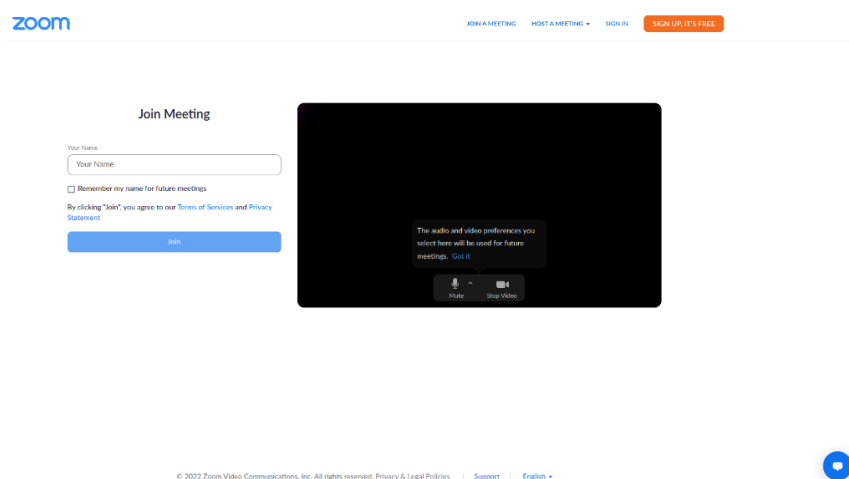 zoom
JOIN A MEETING HOST A MEETING SIGN IN SIGN UP, IT'S FREE
Join Meeting
Your Name
Your Name
Remember my name for future meetings
By clicking "Join", you agree to our Terms of Services and Privacy
Statement
Join
The audio and video preferences you
select here will be used for future
meetings. Got it
Mute Stop Video
© 2022 Zoom Video Communications, Inc. All rights reserved. Privacy & Legal Policies | Support | English